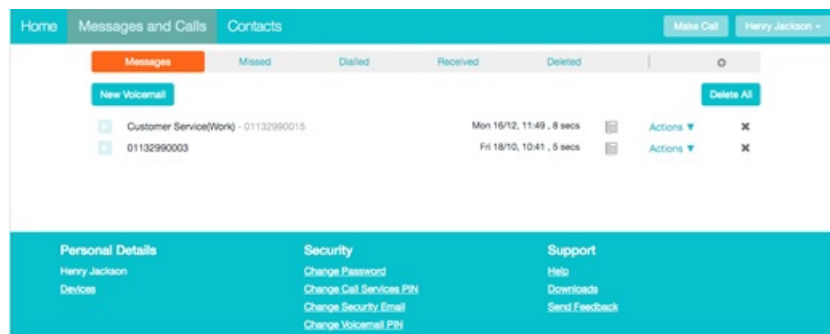 Home Messages and Calls Contacts Make Call Henry Jackson
Messages Missed Dialled Received Deleted
New Voicemail Delete All
Customer Service(Work) - 01132990015 Mon 16/12, 11:49 , 8 secs Actions ▼
01132990003 Fri 18/10, 10:41 , 5 secs Actions ▼
Personal Details Security Support
Henry Jackson Change Password Help
Devices Change Call Services PIN Downloads
Change Security Email Send Feedback
Change Voicemail PIN